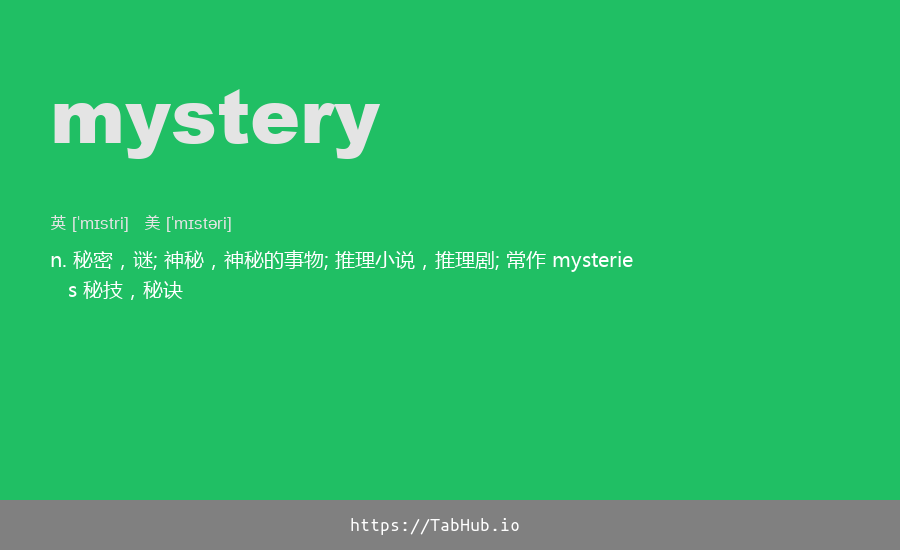 mystery
英 [ˈmɪstri] 美 [ˈmɪstəri]
n. 秘密，谜; 神秘，神秘的事物; 推理小说，推理剧; 常作 mysterie
s 秘技，秘诀
https://TabHub.io